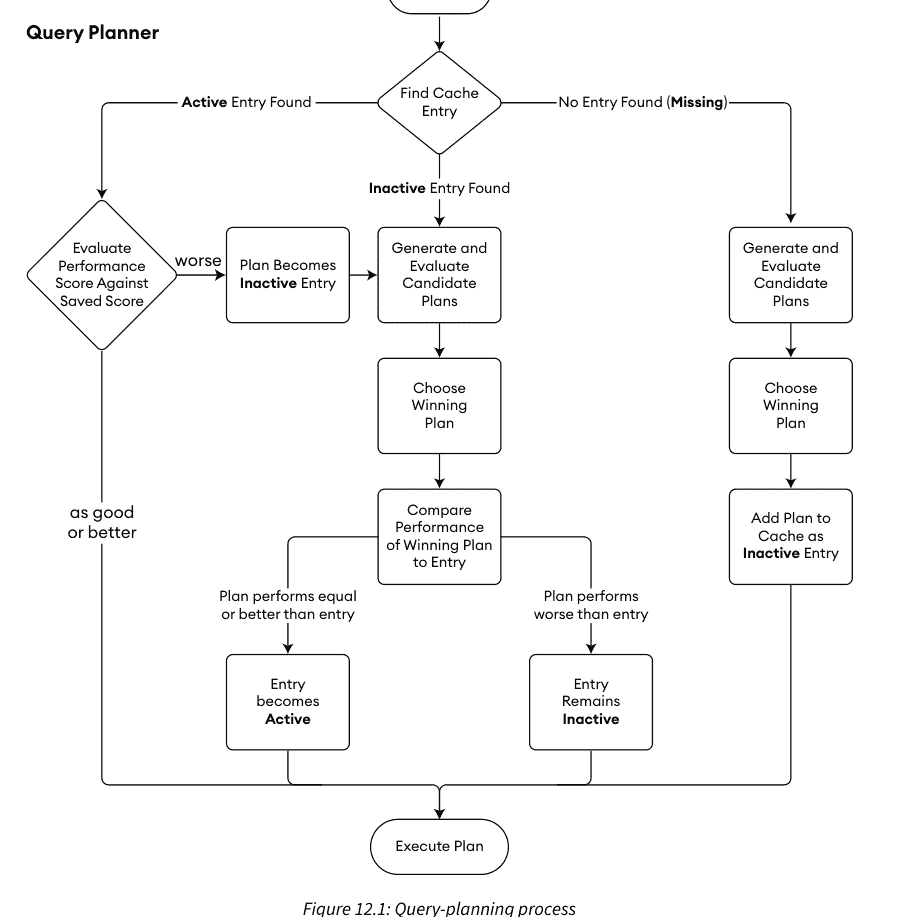 Query Planner
Find Cache
Entry
Active Entry Found
No Entry Found (Missing)
Inactive Entry Found
Evaluate
Performance
Score Against
Saved Score
worse
Plan Becomes
Inactive Entry
Generate and
Evaluate
Candidate
Plans
Generate and
Evaluate
Candidate
Plans
Choose
Winning
Plan
Choose
Winning
Plan
as good
or better
Compare
Performance
of Winning Plan
to Entry
Add Plan to
Cache as
Inactive Entry
Plan performs equal
or better than entry
Plan performs
worse than entry
Entry
becomes
Active
Entry
Remains
Inactive
Execute Plan
Figure 12.1: Query-planning process